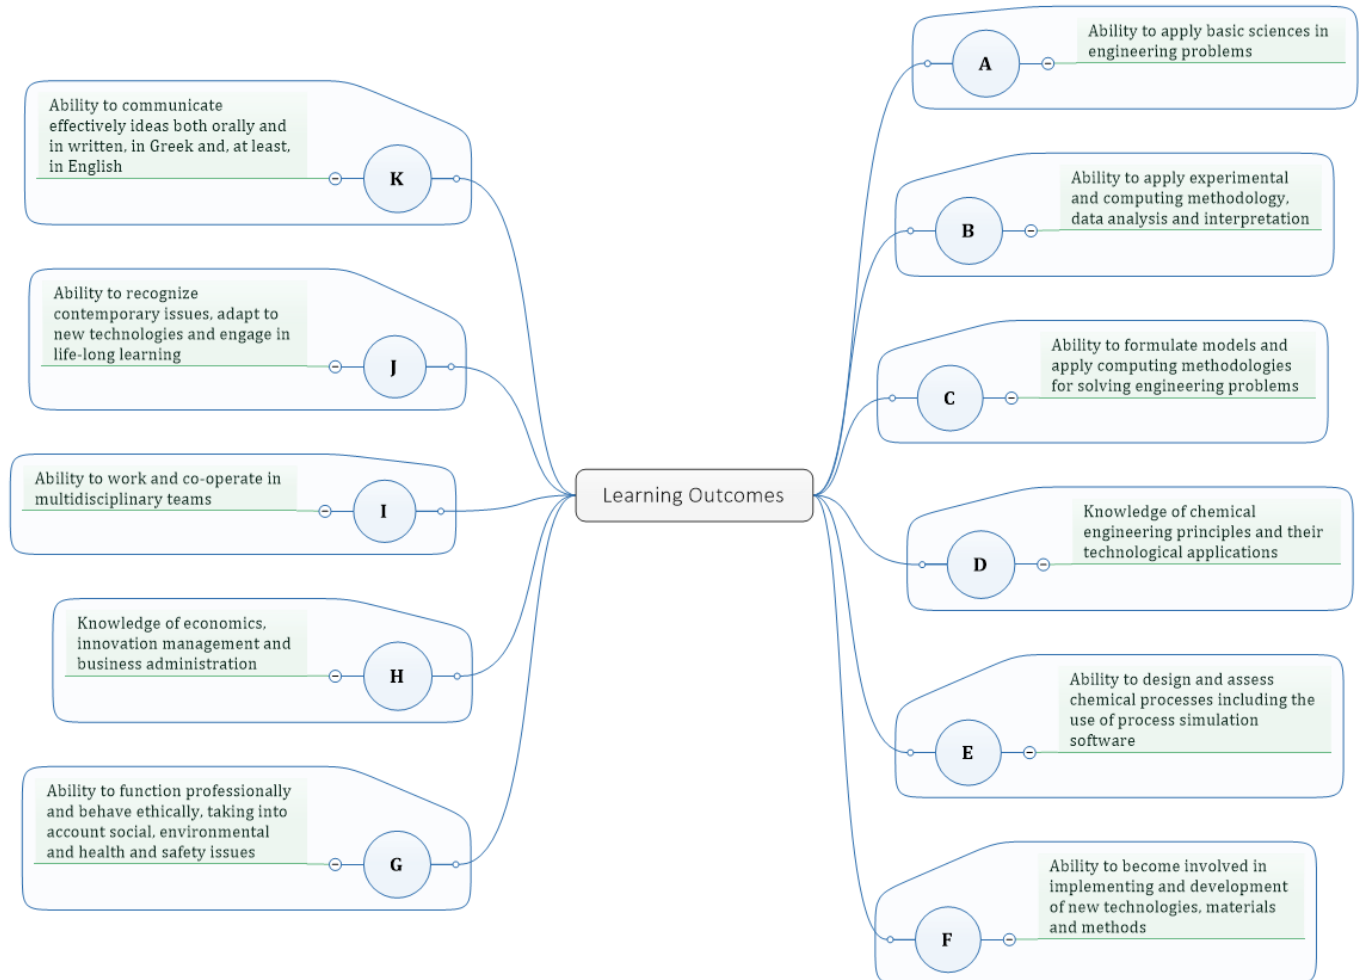 Learning Outcomes
A
Ability to apply basic sciences in
engineering problems
B
Ability to apply experimental
and computing methodology,
data analysis and interpretation
C
Ability to formulate models and
apply computing methodologies
for solving engineering problems
D
Knowledge of chemical
engineering principles and their
technological applications
E
Ability to design and assess
chemical processes including the
use of process simulation
software
F
Ability to become involved in
implementing and development
of new technologies, materials
and methods
G
Ability to function professionally
and behave ethically, taking into
account social, environmental
and health and safety issues
H
Knowledge of economics,
innovation management and
business administration
I
Ability to work and co-operate in
multidisciplinary teams
J
Ability to recognize
contemporary issues, adapt to
new technologies and engage in
life-long learning
K
Ability to communicate
effectively ideas both orally and
in written, in Greek and, at least,
in English